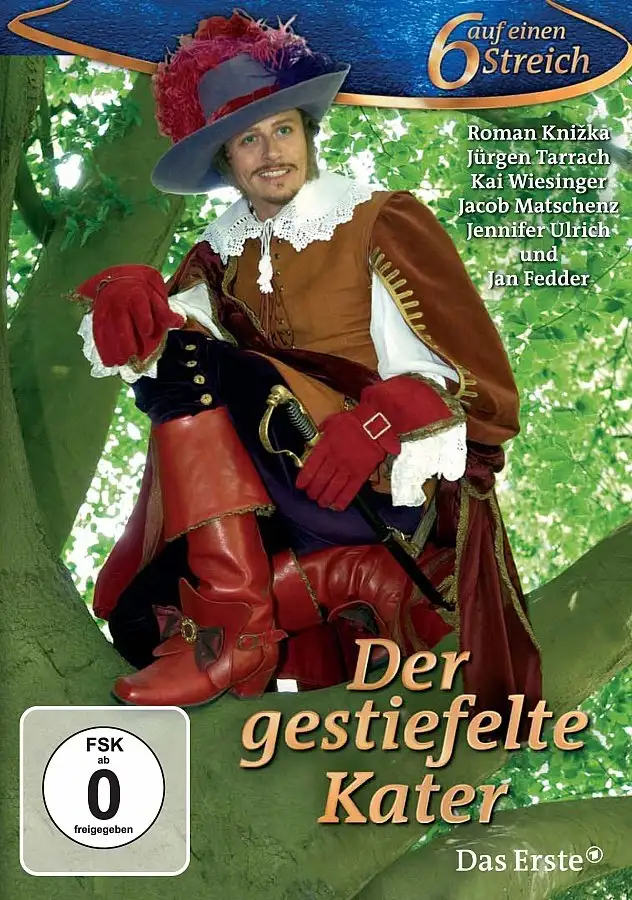 6 auf einen
Streich
Roman Knižka
Jürgen Tarrach
Kai Wiesinger
Jacob Matschenz
Jennifer Ulrich
und
Jan Fedder
Der
gestiefelte
Kater
FSK
ab
0
freigegeben
Das Erste